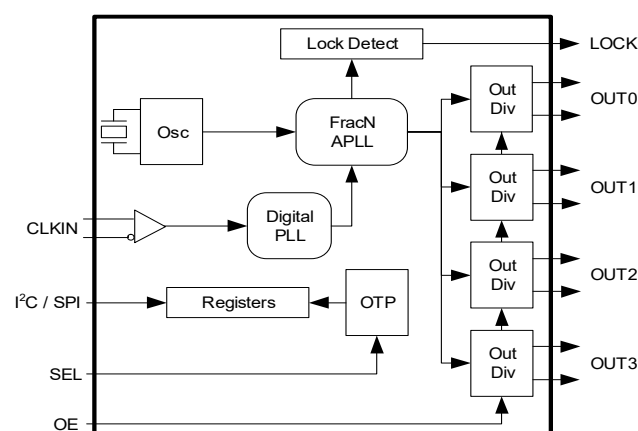 Lock Detect
LOCK
Osc
FracN
APLL
Out
Div
OUT0
CLKIN
Digital
PLL
Out
Div
OUT1
I²C / SPI
Registers
OTP
Out
Div
OUT2
SEL
Out
Div
OUT3
OE